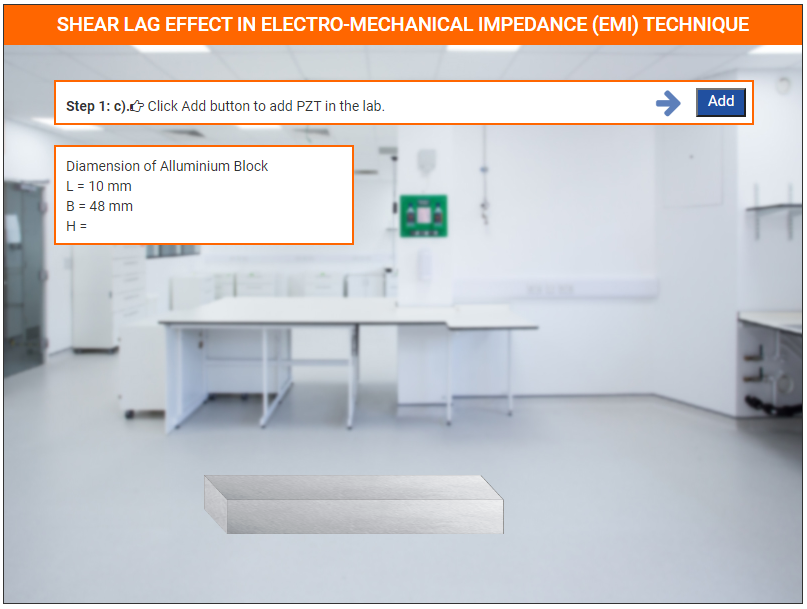 SHEAR LAG EFFECT IN ELECTRO-MECHANICAL IMPEDANCE (EMI) TECHNIQUE
Step 1: c). Click Add button to add PZT in the lab.
Add
Diamension of Alluminium Block
L = 10 mm
B = 48 mm
H =